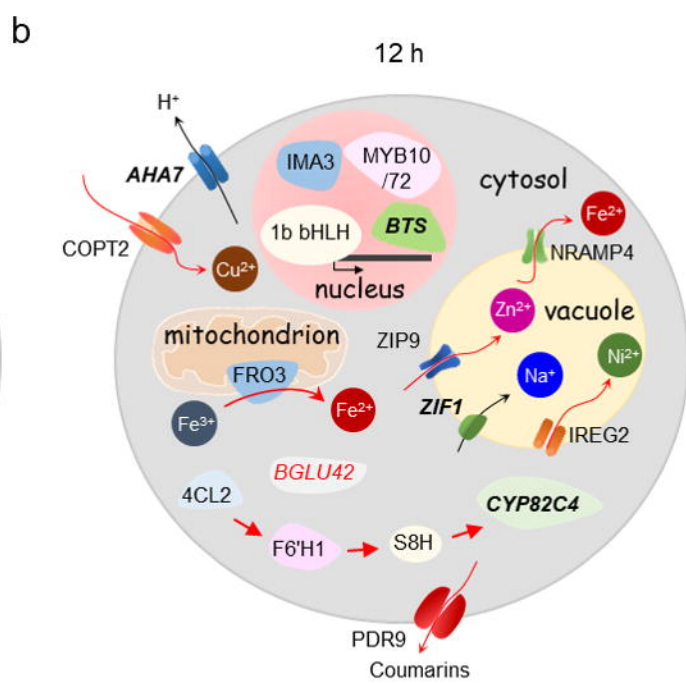 b
12 h
H⁺
AHA7
COPT2
Cu²⁺
IMA3
MYB10
/72
1b bHLH
BTS
nucleus
cytosol
Fe²⁺
NRAMP4
Zn²⁺
vacuole
ZIP9
Ni²⁺
Na⁺
ZIF1
IREG2
mitochondrion
FRO3
Fe³⁺
Fe²⁺
BGLU42
4CL2
F6'H1
S8H
CYP82C4
PDR9
Coumarins